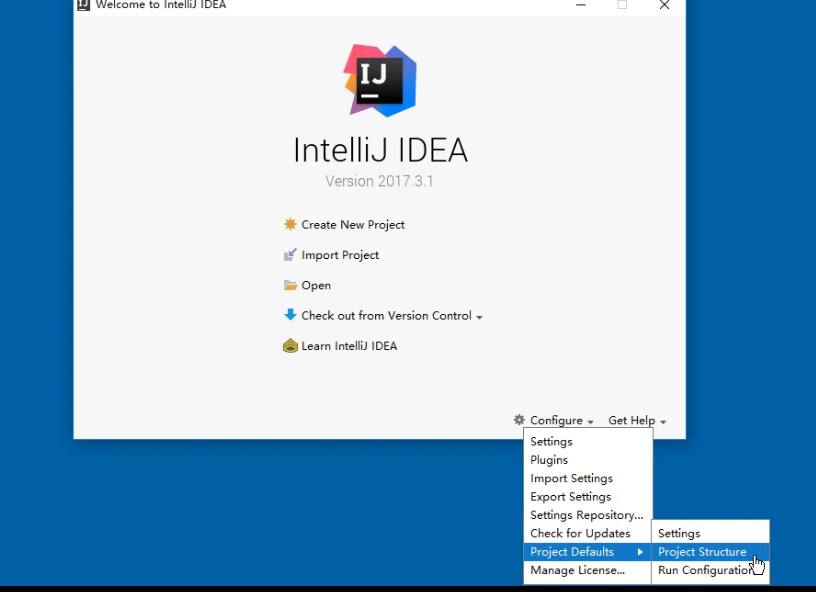 Welcome to IntelliJ IDEA
IJ
IntelliJ IDEA
Version 2017.3.1
Create New Project
Import Project
Open
Check out from Version Control
Learn IntelliJ IDEA
Configure Get Help
Settings
Plugins
Import Settings
Export Settings
Settings Repository...
Check for Updates
Project Defaults
Manage License...
Settings
Project Structure
Run Configuration